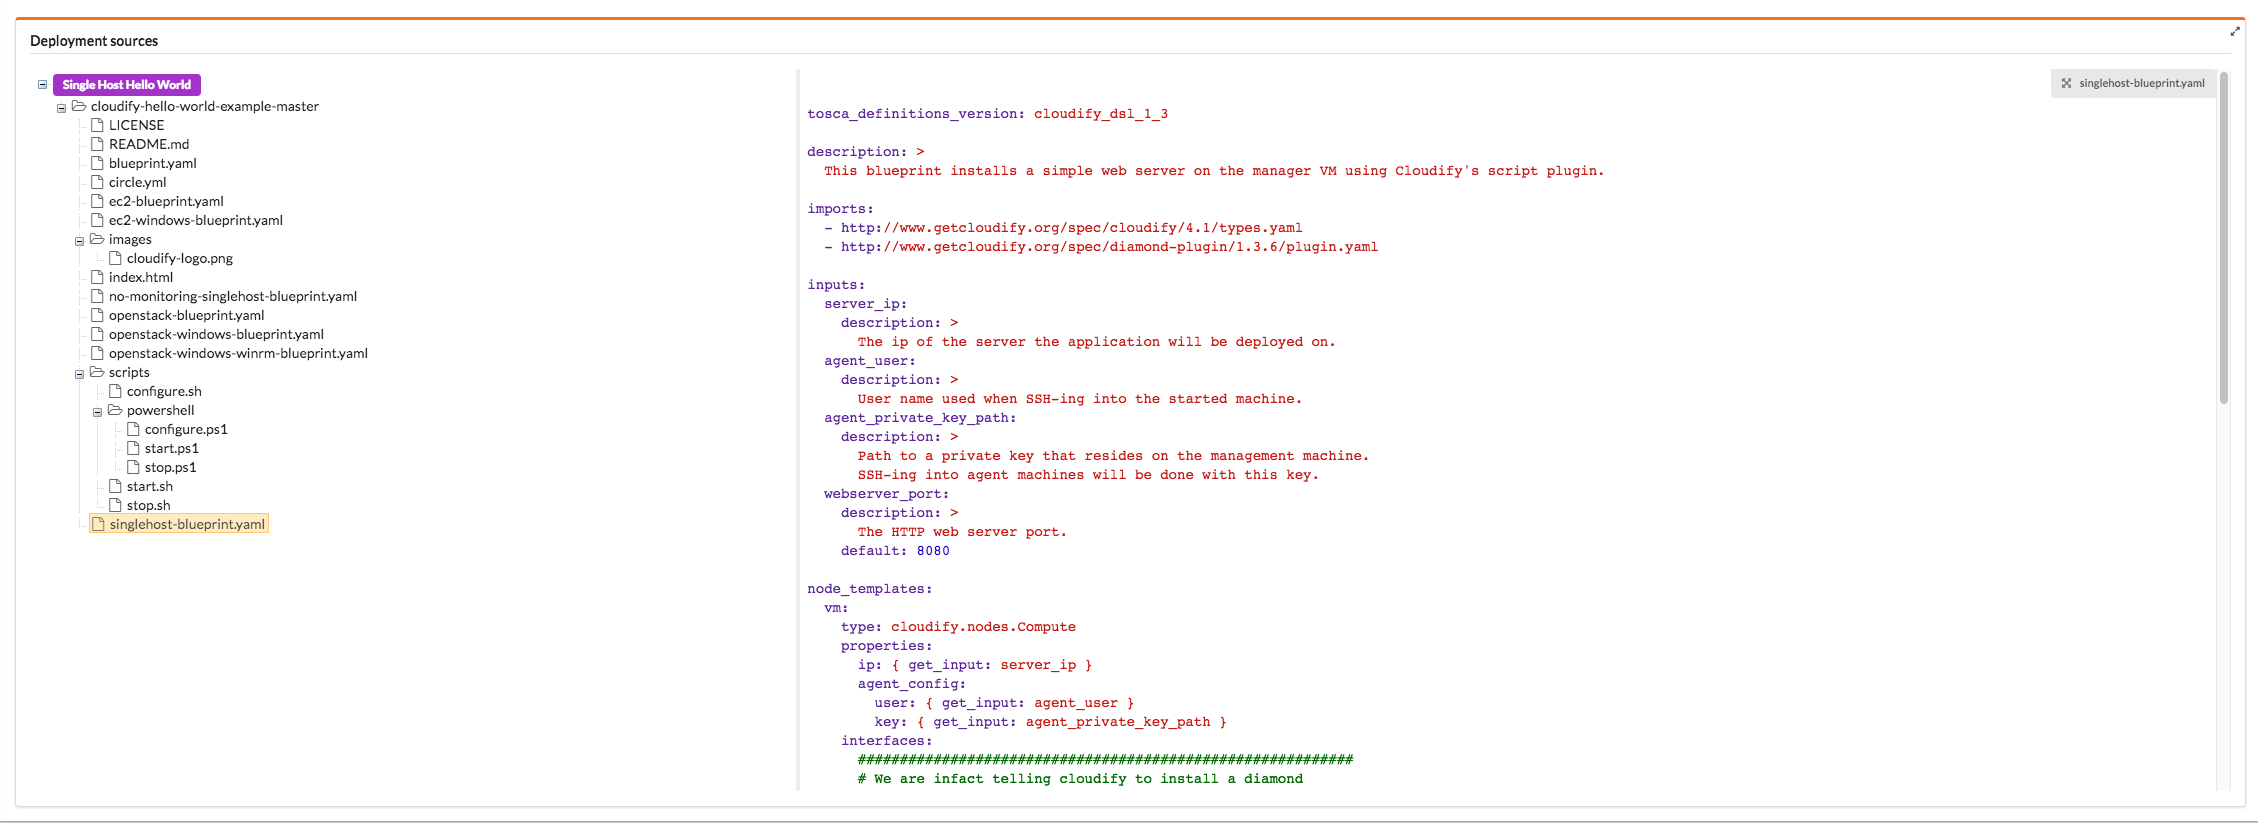 Deployment sources
Single Host Hello World
cloudify-hello-world-example-master
LICENSE
README.md
blueprint.yaml
circle.yml
ec2-blueprint.yaml
ec2-windows-blueprint.yaml
images
cloudify-logo.png
index.html
no-monitoring-singlehost-blueprint.yaml
openstack-blueprint.yaml
openstack-windows-blueprint.yaml
openstack-windows-winrm-blueprint.yaml
scripts
configure.sh
powershell
configure.ps1
start.ps1
stop.ps1
start.sh
stop.sh
singlehost-blueprint.yaml
singlehost-blueprint.yaml
tosca_definitions_version: cloudify_dsl_1_3
description: >
This blueprint installs a simple web server on the manager VM using Cloudify's script plugin.
imports:
- http://www.getcloudify.org/spec/cloudify/4.1/types.yaml
- http://www.getcloudify.org/spec/diamond-plugin/1.3.6/plugin.yaml
inputs:
server_ip:
description: >
The ip of the server the application will be deployed on.
agent_user:
description: >
User name used when SSH-ing into the started machine.
agent_private_key_path:
description: >
Path to a private key that resides on the management machine.
SSH-ing into agent machines will be done with this key.
webserver_port:
description: >
The HTTP web server port.
default: 8080
node_templates:
vm:
type: cloudify.nodes.Compute
properties:
ip: { get_input: server_ip }
agent_config:
user: { get_input: agent_user }
key: { get_input: agent_private_key_path }
interfaces:
###########################################################
# We are infact telling cloudify to install a diamond